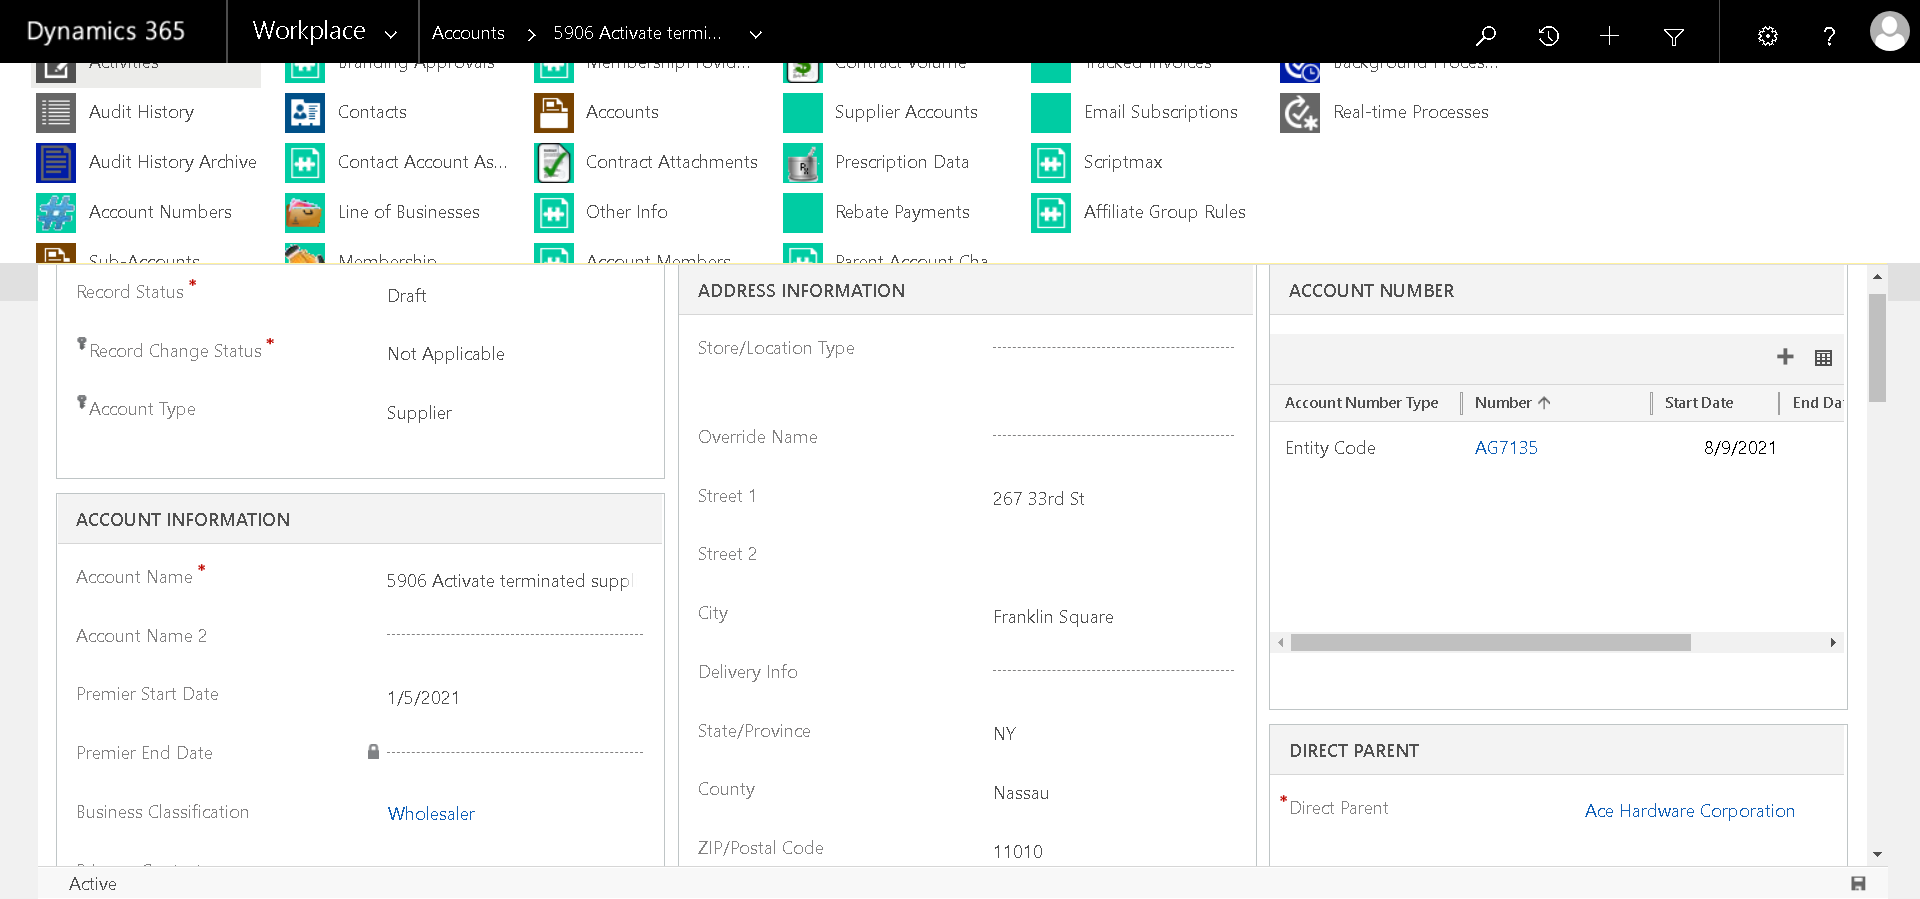 Dynamics 365
Workplace
Accounts
5906 Activate termi...
Activities
Branding Approvals
MembershipProvid...
Contract Volume
Tracked Invoices
Background Proces...
Audit History
Contacts
Accounts
Supplier Accounts
Email Subscriptions
Real-time Processes
Audit History Archive
Contact Account As...
Contract Attachments
Prescription Data
Scriptmax
Account Numbers
Line of Businesses
Other Info
Rebate Payments
Affiliate Group Rules
Sub-Accounts
Membership
Account Members
Parent Account Cha
Record Status *
Draft
Record Change Status *
Not Applicable
Account Type
Supplier
ACCOUNT INFORMATION
Account Name *
5906 Activate terminated suppl
Account Name 2
Premier Start Date
1/5/2021
Premier End Date
Business Classification
Wholesaler
ADDRESS INFORMATION
Store/Location Type
Override Name
Street 1
267 33rd St
Street 2
City
Franklin Square
Delivery Info
State/Province
NY
County
Nassau
ZIP/Postal Code
11010
ACCOUNT NUMBER
Account Number Type
Number
Start Date
End Da
Entity Code
AG7135
8/9/2021
DIRECT PARENT
* Direct Parent
Ace Hardware Corporation
Active